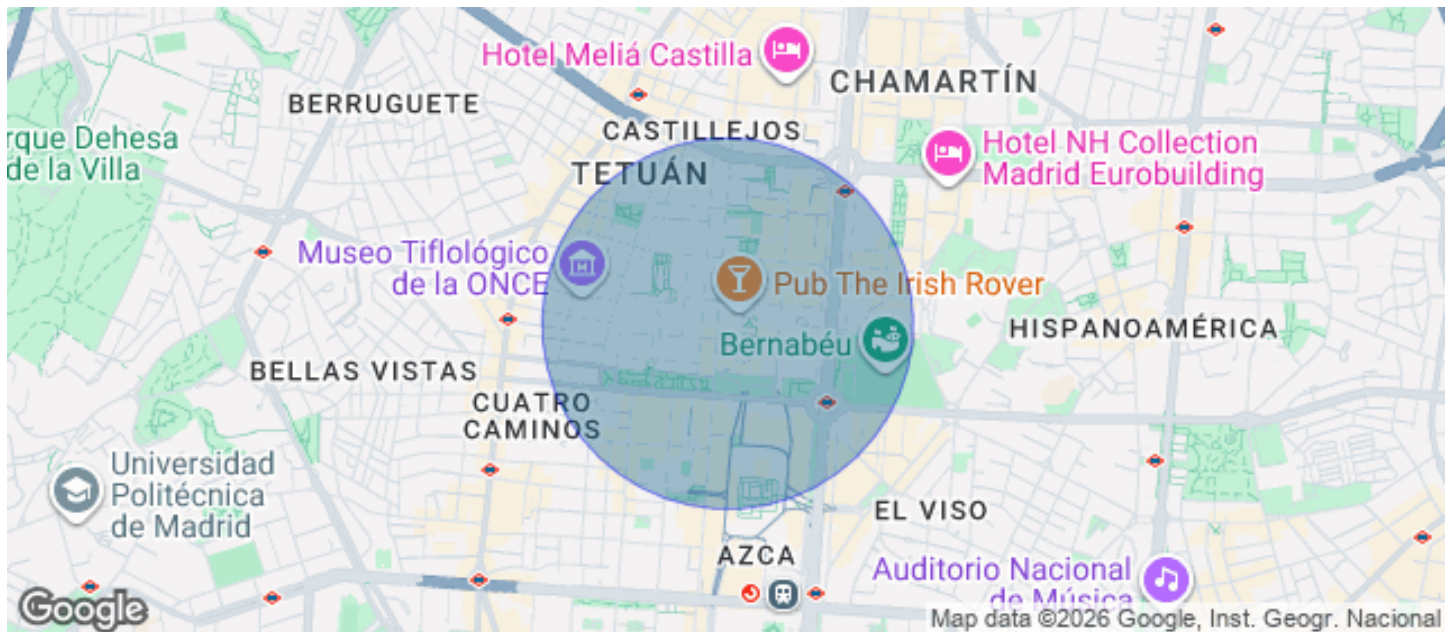 Hotel Meliá Castilla
CHAMARTÍN
BERRUGUETE
CASTILLEJOS
rque Dehesa
de la Villa
Hotel NH Collection
Madrid Eurobuilding
TETUÁN
Museo Tiflológico
de la ONCE
Pub The Irish Rover
Bernabéu
HISPANOAMÉRICA
BELLAS VISTAS
CUATRO
CAMINOS
Universidad
Politécnica
de Madrid
EL VISO
AZCA
Auditorio Nacional
de Música
Google
Map data ©2026 Google, Inst. Geogr. Nacional